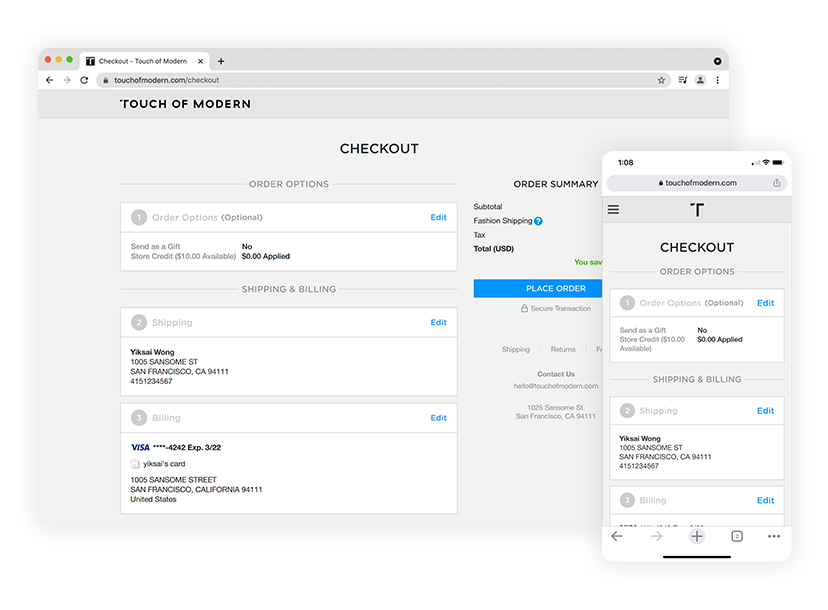 Checkout - Touch of Modern
touchofmodern.com/checkout
TOUCH OF MODERN
CHECKOUT
ORDER OPTIONS
1 Order Options (Optional) Edit
Send as a Gift No
Store Credit ($10.00 Available) $0.00 Applied
SHIPPING & BILLING
2 Shipping Edit
Yiksai Wong
1005 SANSOME ST
SAN FRANCISCO, CA 94111
4151234567
3 Billing Edit
VISA ****-4242 Exp. 3/22
yiksai's card
1005 SANSOME STREET
SAN FRANCISCO, CALIFORNIA 94111
United States
ORDER SUMMARY
Subtotal
Fashion Shipping ?
Tax
Total (USD)
You sav
PLACE ORDER
Secure Transaction
Shipping | Returns | FA
Contact Us
hello@touchofmodern.com
1025 Sansome St.
San Francisco, CA 94111
1:08
touchofmodern.com
CHECKOUT
ORDER OPTIONS
1 Order Options (Optional) Edit
Send as a Gift No
Store Credit ($10.00 $0.00 Applied
Available)
SHIPPING & BILLING
2 Shipping Edit
Yiksai Wong
1005 SANSOME ST
SAN FRANCISCO, CA 94111
4151234567
3 Billing Edit
2